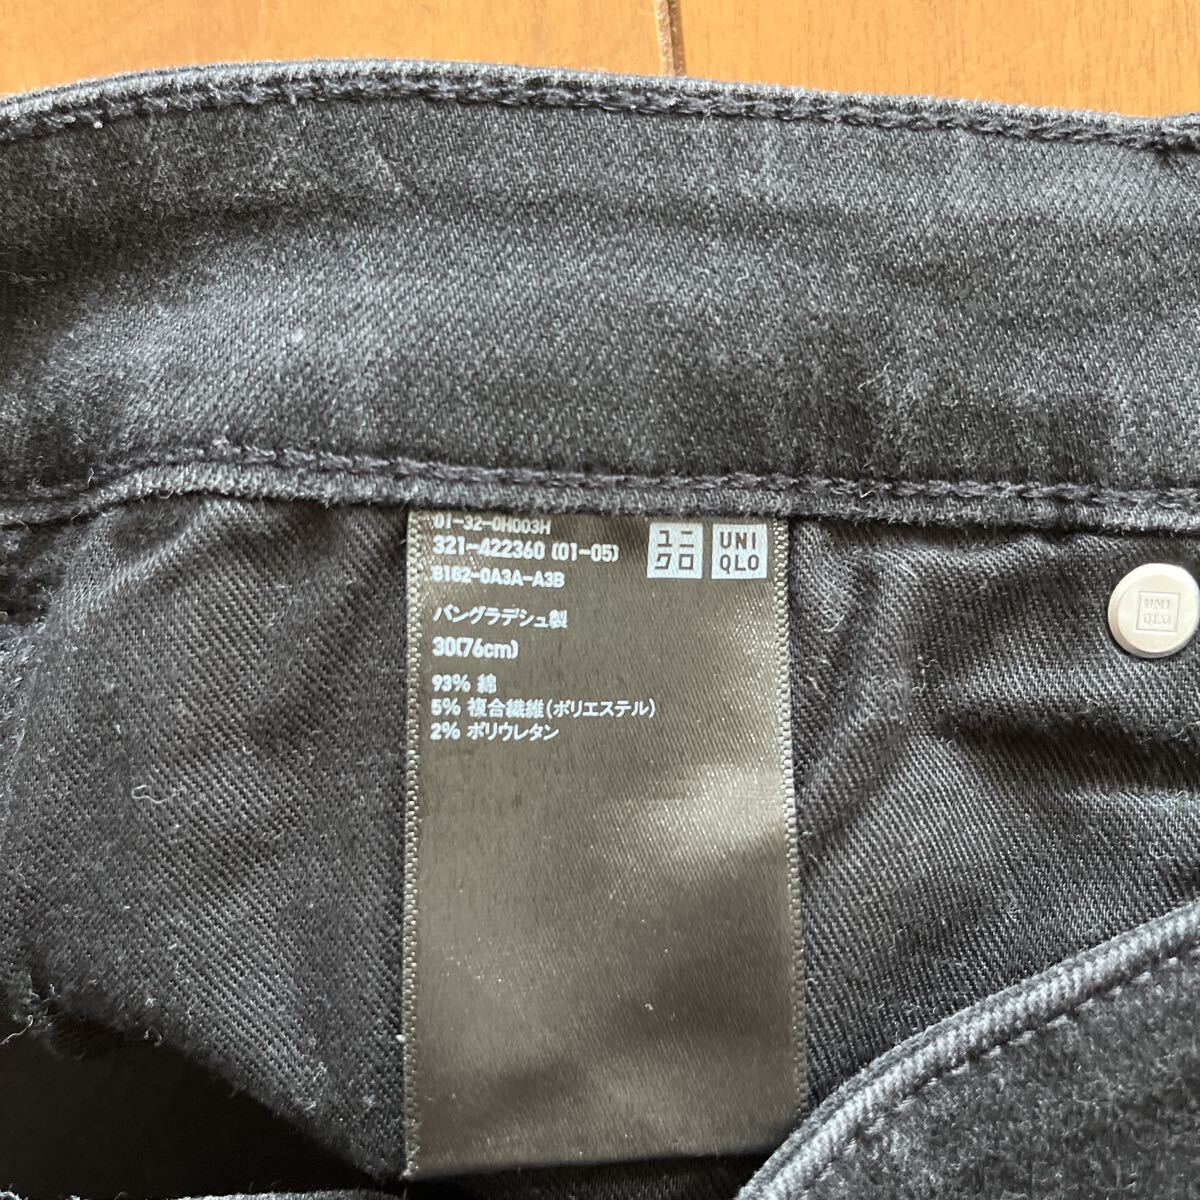 01-32-0H003H
321-422360 (01-05)
B1G2-0A3A-A3B
バングラデシュ製
30(76cm)
93% 綿
5% 複合繊維(ポリエステル)
2% ポリウレタン
ユニ
クロ
UNI
QLO
UNI
QLO